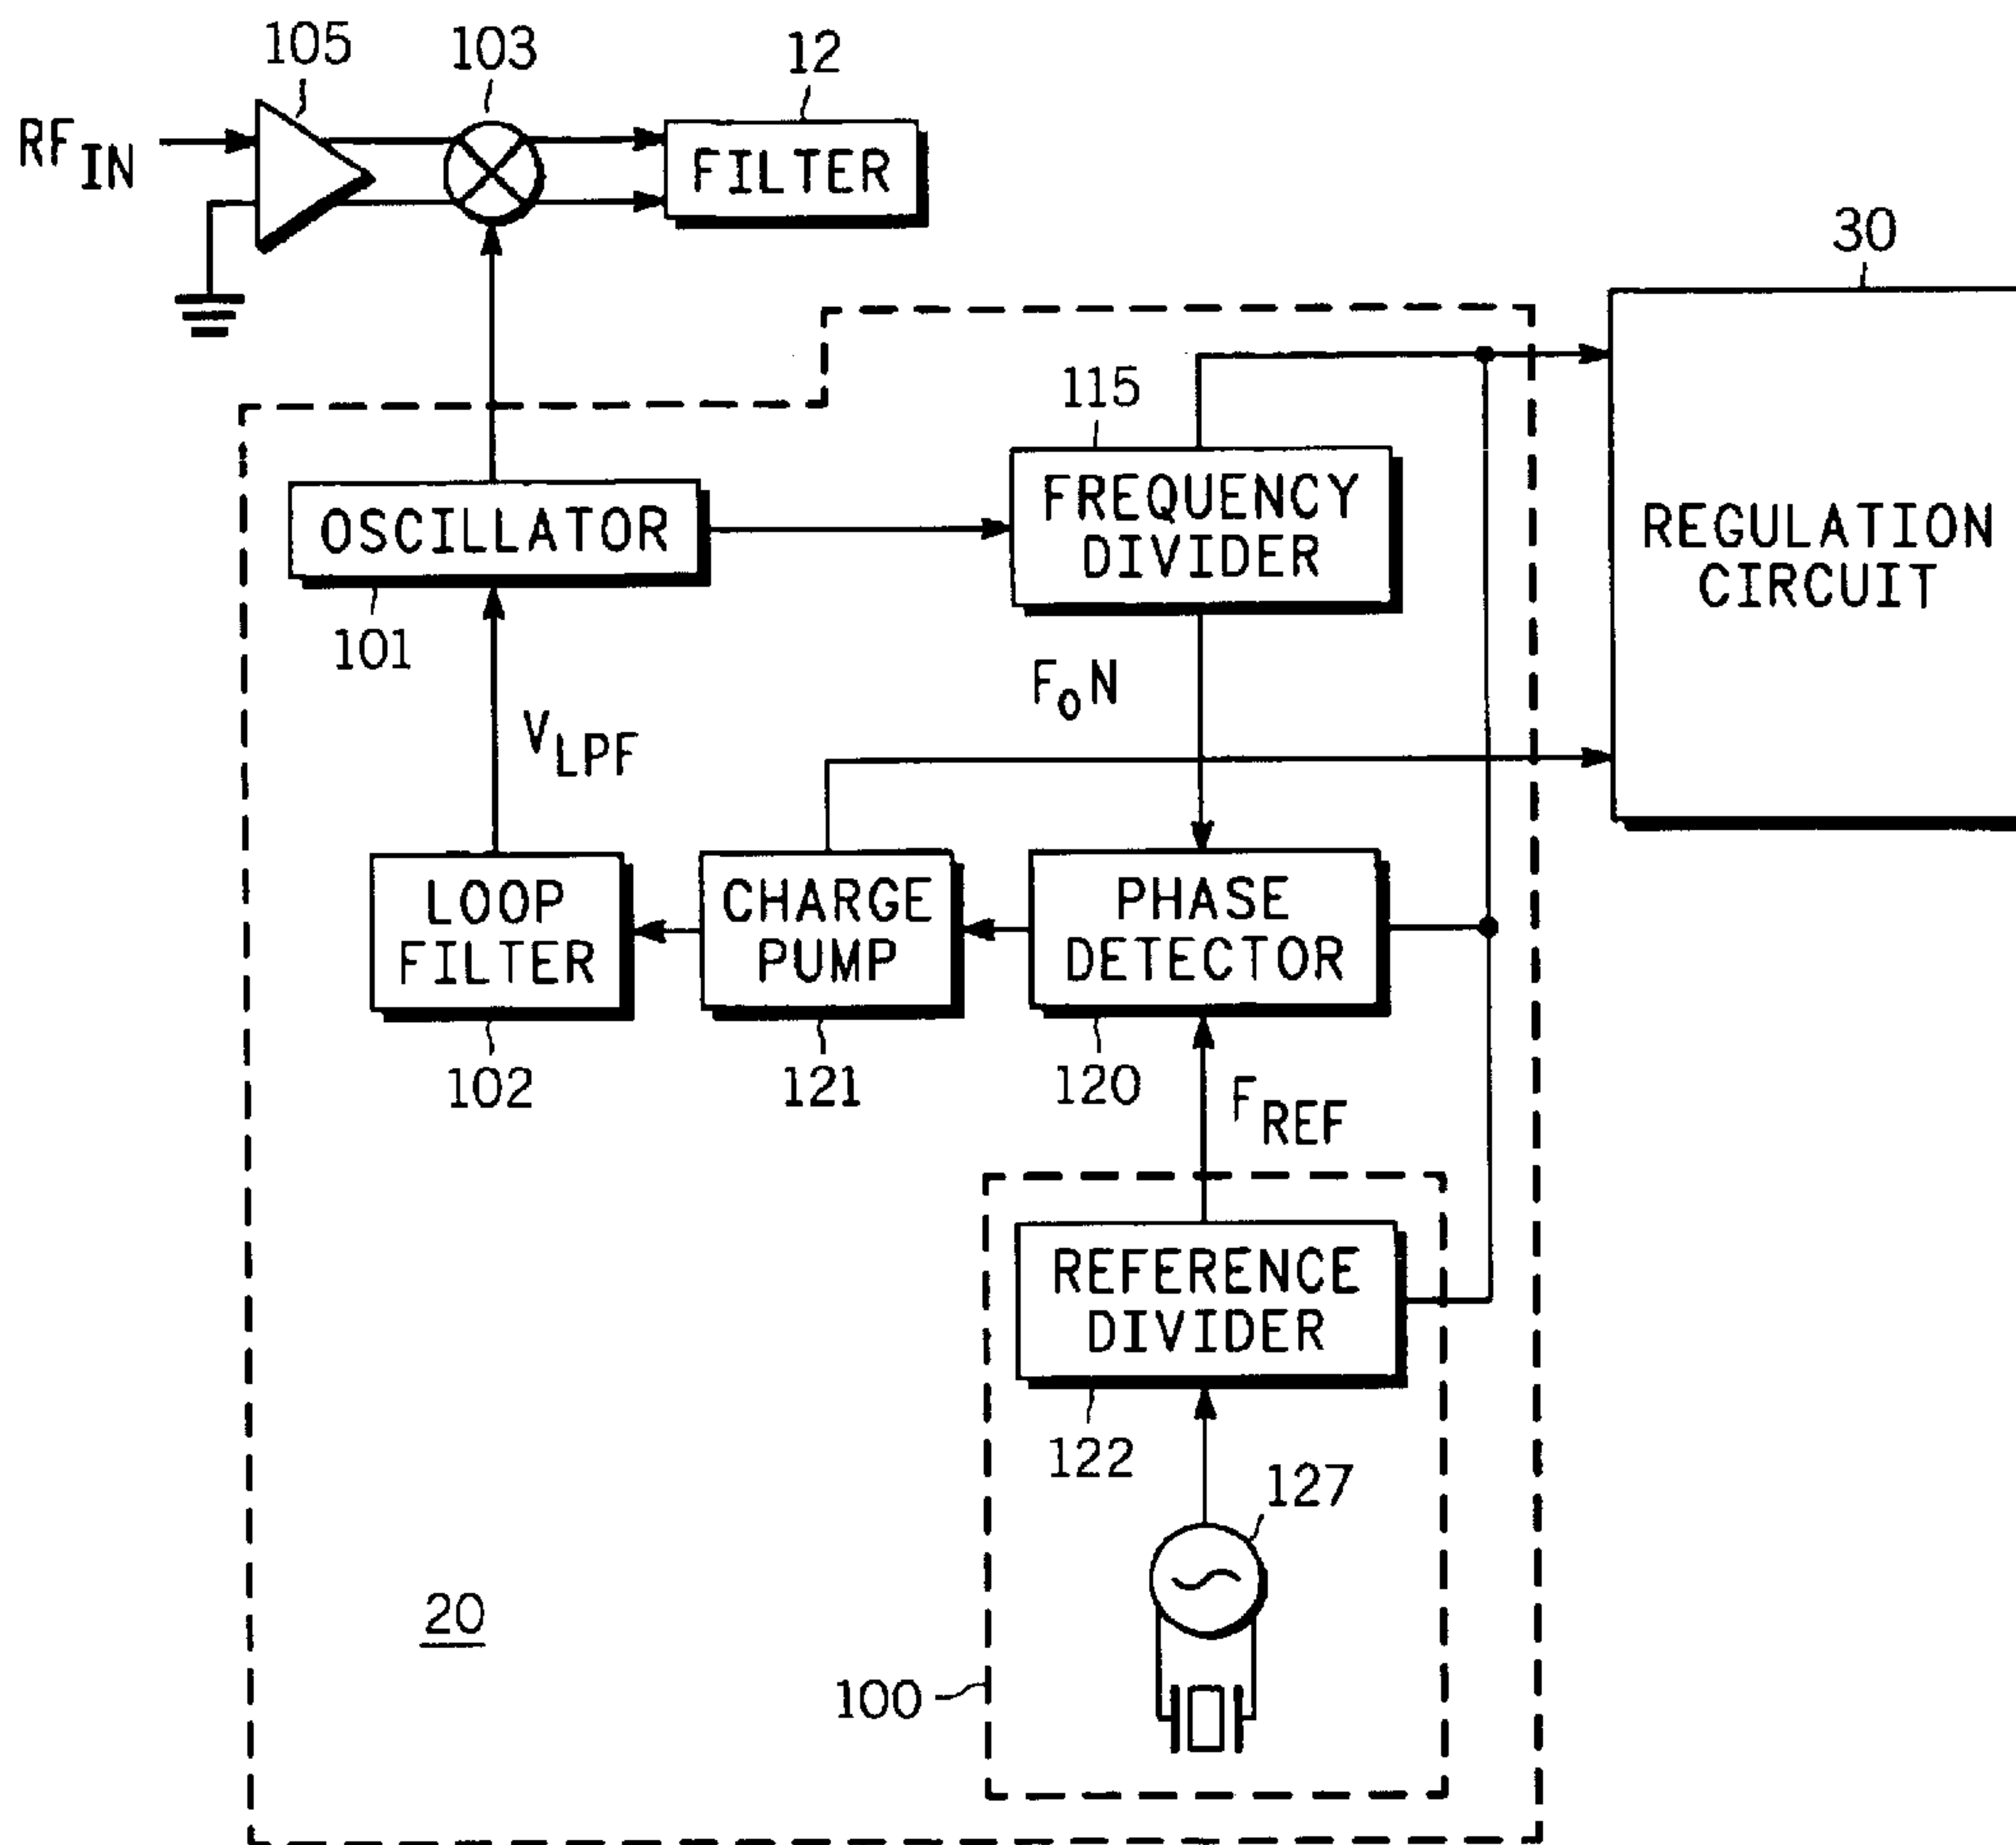 105
103
12
RF IN
FILTER
30
115
FREQUENCY
DIVIDER
OSCILLATOR
REGULATION
CIRCUIT
101
FoN
VLPF
LOOP
FILTER
CHARGE
PUMP
PHASE
DETECTOR
102
121
120
FREF
REFERENCE
DIVIDER
122
127
20
100